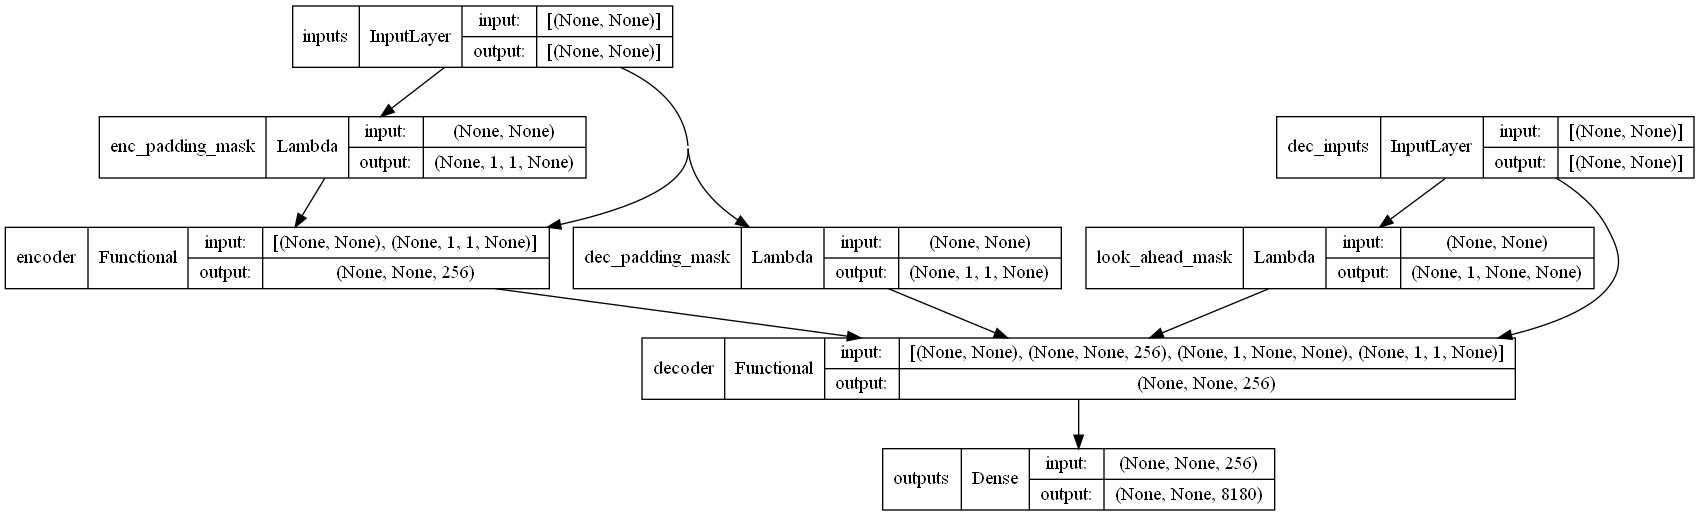 inputs InputLayer input: [(None, None)]
output: [(None, None)]
enc_padding_mask Lambda input: (None, None)
output: (None, 1, 1, None)
dec_inputs InputLayer input: [(None, None)]
output: [(None, None)]
encoder Functional input: [(None, None), (None, 1, 1, None)]
output: (None, None, 256)
dec_padding_mask Lambda input: (None, None)
output: (None, 1, 1, None)
look_ahead_mask Lambda input: (None, None)
output: (None, 1, None, None)
decoder Functional input: [(None, None), (None, None, 256), (None, 1, None, None), (None, 1, 1, None)]
output: (None, None, 256)
outputs Dense input: (None, None, 256)
output: (None, None, 8180)